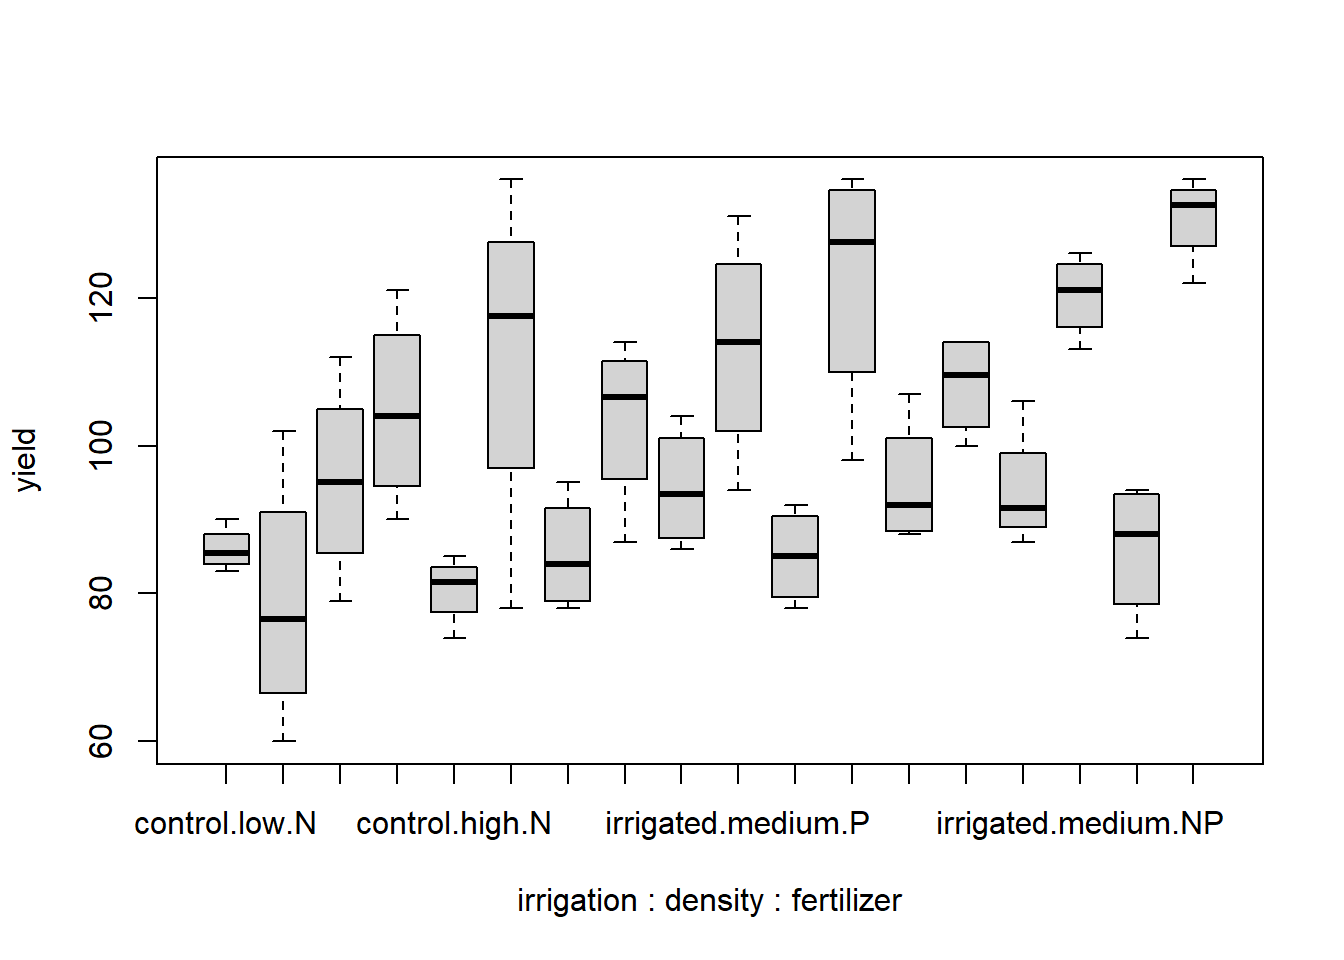 yield
120
100
80
60
control.low.N control.high.N irrigated.medium.P irrigated.medium.NP
irrigation : density : fertilizer